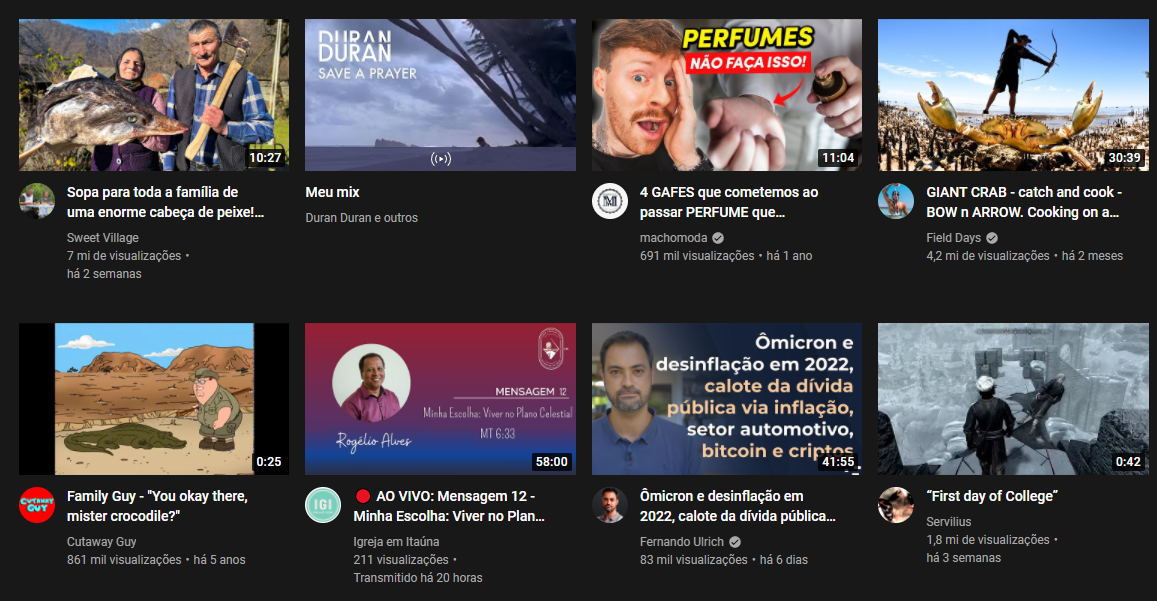 10:27
Sopa para toda a família de
uma enorme cabeça de peixe!...
Sweet Village
7 mi de visualizações •
há 2 semanas
DURAN
DURAN
SAVE A PRAYER
Meu mix
Duran Duran e outros
PERFUMES
NÃO FAÇA ISSO!
11:04
4 GAFES que cometemos ao
passar PERFUME que...
machomoda
691 mil visualizações • há 1 ano
30:39
GIANT CRAB - catch and cook -
BOW n ARROW. Cooking on a...
Field Days
4,2 mi de visualizações • há 2 meses
0:25
CUTAWAY
GUY
Family Guy - "You okay there,
mister crocodile?"
Cutaway Guy
861 mil visualizações • há 5 anos
MENSAGEM 12
Minha Escolha: Viver no Plano Celestial
MT 6:33
Rogélio Alves
58:00
IGI
AO VIVO: Mensagem 12 -
Minha Escolha: Viver no Plan...
Igreja em Itaúna
211 visualizações •
Transmitido há 20 horas
Ômicron e
desinflação em 2022,
calote da dívida
pública via inflação,
setor automotivo,
bitcoin e criptos
41:55
Ômicron e desinflação em
2022, calote da dívida pública...
Fernando Ulrich
83 mil visualizações • há 6 dias
0:42
“First day of College”
Servilius
1,8 mi de visualizações •
há 3 semanas